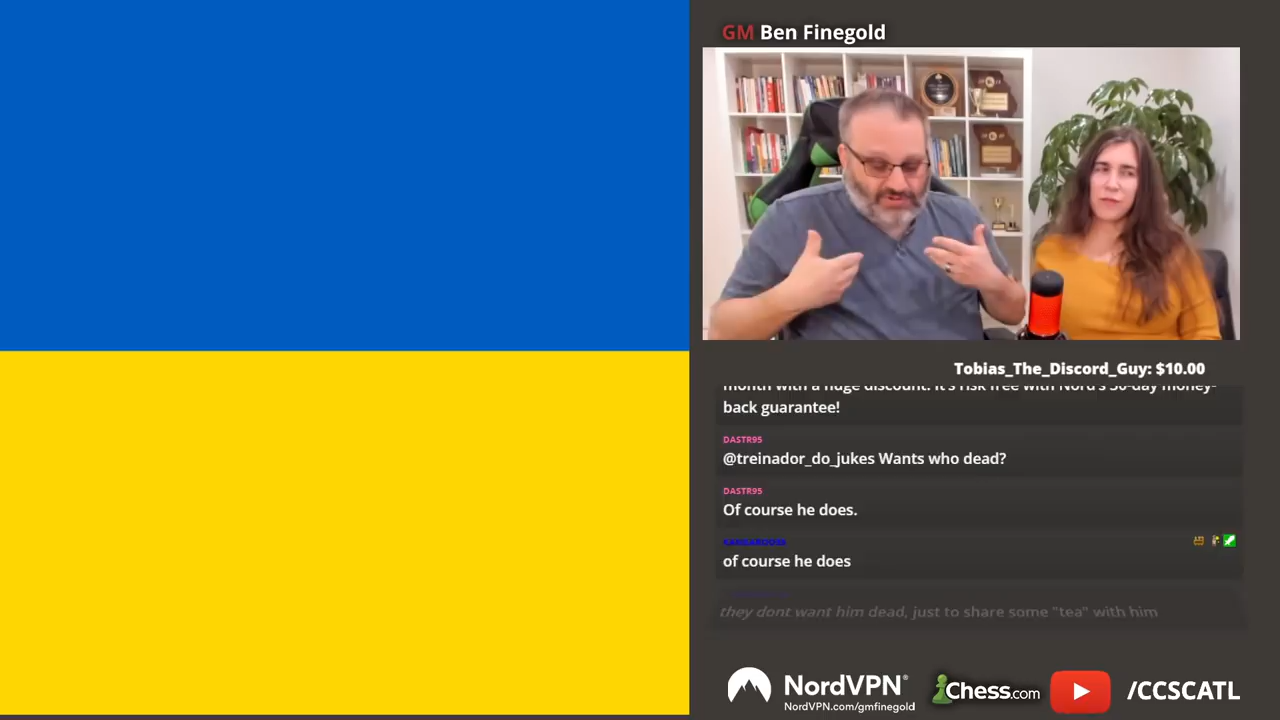 GM Ben Finegold
Tobias_The_Discord_Guy: $10.00
month with a huge discount. It's risk free with Nord's 30-day money-
back guarantee!
DASTR95
@treinador_do_jukes Wants who dead?
DASTR95
Of course he does.
of course he does
they dont want him dead, just to share some "tea" with him
NordVPN®
NordVPN.com/gmfinegold
Chess.com
/CCSCATL